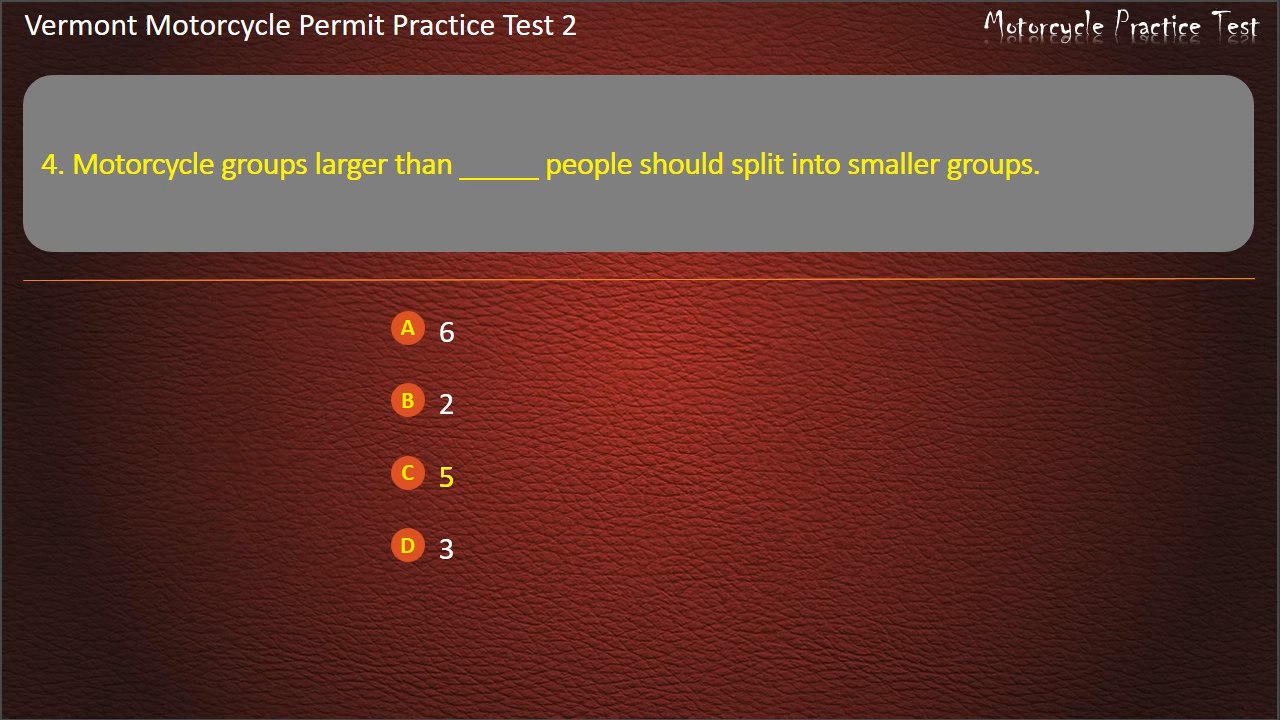 Vermont Motorcycle Permit Practice Test 2
Motorcycle Practice Test
4. Motorcycle groups larger than _____ people should split into smaller groups.
A 6
B 2
C 5
D 3